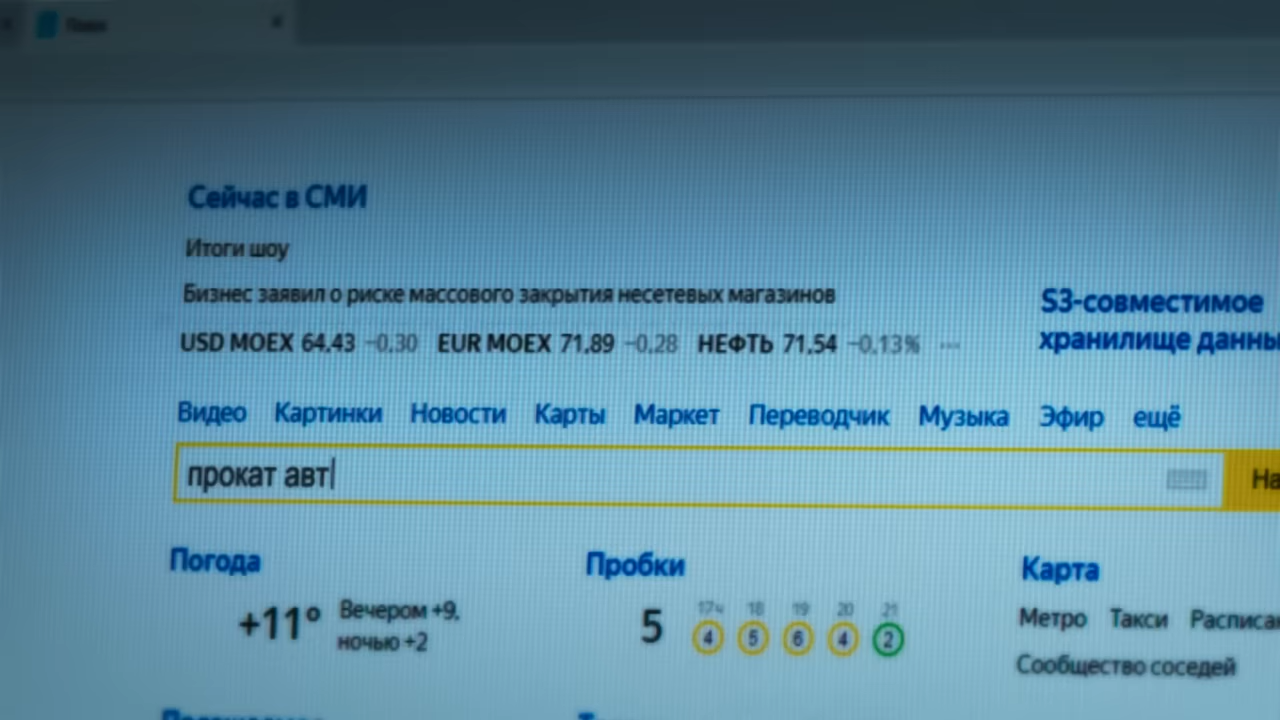 Поиск
Сейчас в СМИ
Итоги шоу
Бизнес заявил о риске массового закрытия несетевых магазинов
USD MOEX 64,43 −0,30 EUR MOEX 71,89 −0,28 НЕФТЬ 71,54 −0,13% ···
S3-совместимое
хранилище данны
Видео Картинки Новости Карты Маркет Переводчик Музыка Эфир ещё
прокат авт
На
Погода
+11°
Вечером +9,
ночью +2
Пробки
5
17ч 18 19 20 21
4 5 6 4 2
Карта
Метро Такси Расписан
Сообщество соседей